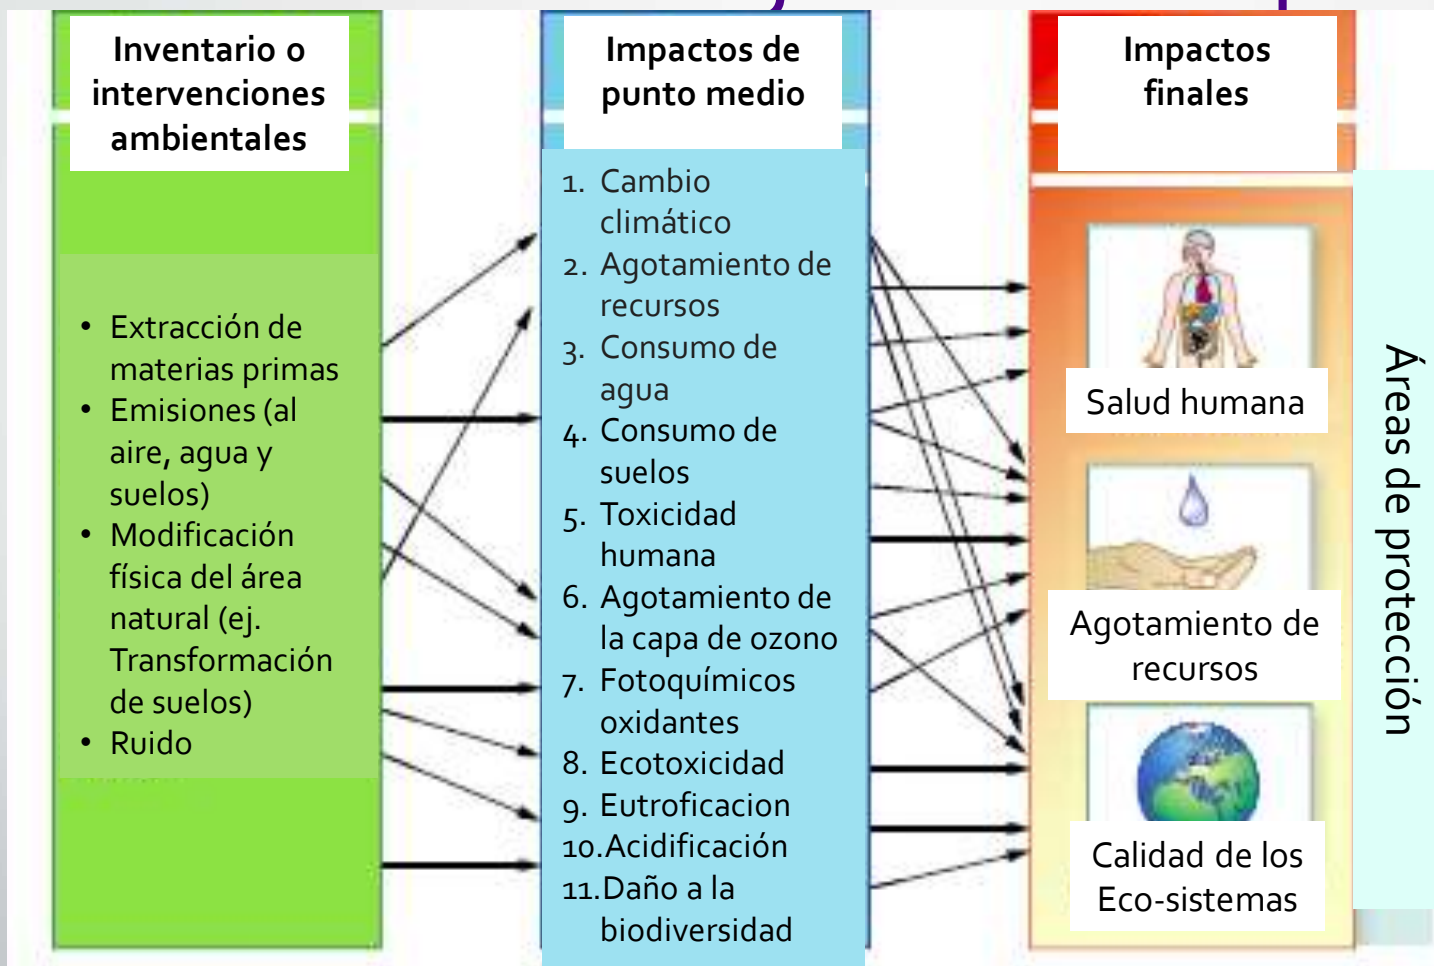 Inventario o
intervenciones
ambientales
• Extracción de
materias primas
• Emisiones (al
aire, agua y
suelos)
• Modificación
física del área
natural (ej.
Transformación
de suelos)
• Ruido
Impactos de
punto medio
1. Cambio
climático
2. Agotamiento de
recursos
3. Consumo de
agua
4. Consumo de
suelos
5. Toxicidad
humana
6. Agotamiento de
la capa de ozono
7. Fotoquímicos
oxidantes
8. Ecotoxicidad
9. Eutroficacion
10.Acidificación
11.Daño a la
biodiversidad
Impactos
finales
Salud humana
Agotamiento de
recursos
Calidad de los
Eco-sistemas
Áreas de protección